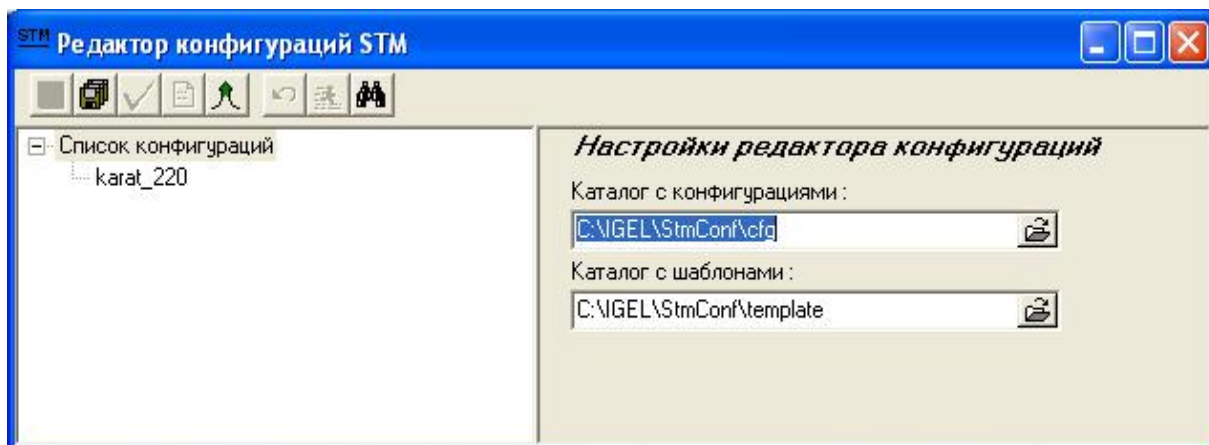 STM Редактор конфигураций STM
Список конфигураций
karat_220
Настройки редактора конфигураций
Каталог с конфигурациями :
C:\IGEL\StmConf\cfg
Каталог с шаблонами :
C:\IGEL\StmConf\template